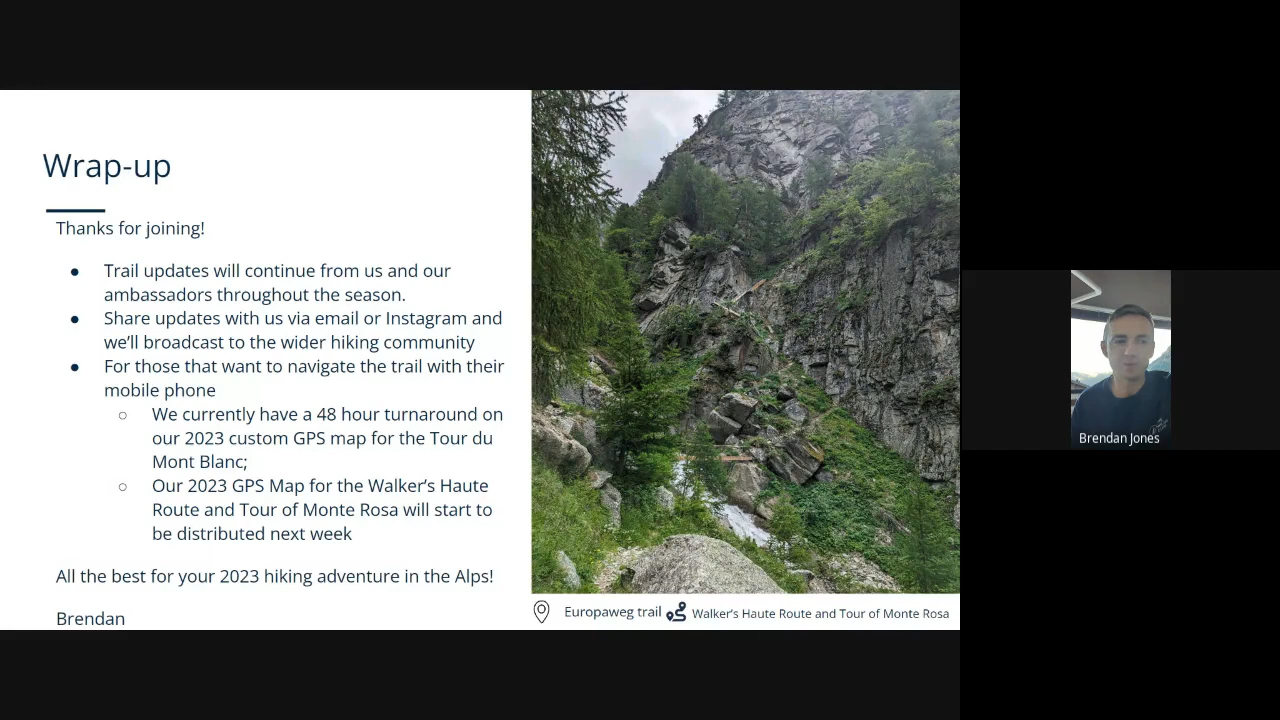 Wrap-up
Thanks for joining!
● Trail updates will continue from us and our
ambassadors throughout the season.
● Share updates with us via email or Instagram and
we'll broadcast to the wider hiking community
● For those that want to navigate the trail with their
mobile phone
○ We currently have a 48 hour turnaround on
our 2023 custom GPS map for the Tour du
Mont Blanc;
○ Our 2023 GPS Map for the Walker's Haute
Route and Tour of Monte Rosa will start to
be distributed next week
All the best for your 2023 hiking adventure in the Alps!
Brendan
Europaweg trail
Walker's Haute Route and Tour of Monte Rosa
Brendan Jones